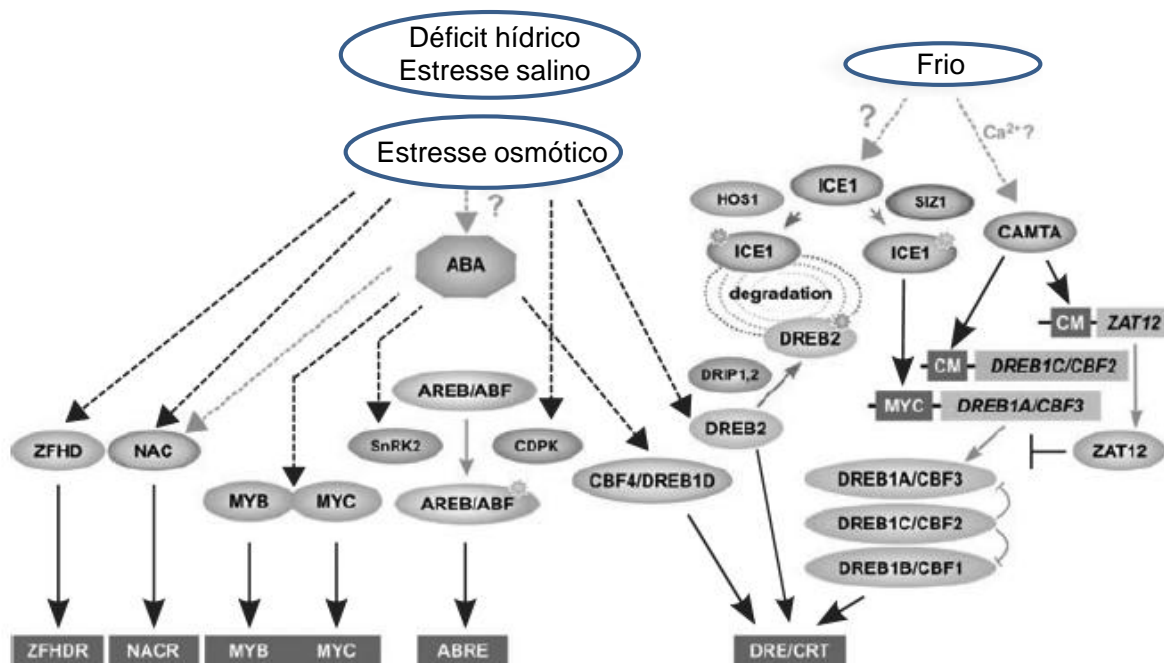 Déficit hídrico
Estresse salino
Frio
Estresse osmótico
?
Ca2+?
?
ICE1
HOS1
SIZ1
ICE1
ICE1
CAMTA
ABA
degradation
DREB2
CM
ZAT12
CM
DREB1C/CBF2
DRIP1,2
MYC
DREB1A/CBF3
AREB/ABF
DREB2
ZFHD
NAC
SnRK2
CDPK
ZAT12
CBF4/DREB1D
DREB1A/CBF3
MYB
MYC
AREB/ABF
DREB1C/CBF2
DREB1B/CBF1
ZFHDR
NACR
MYB
MYC
ABRE
DRE/CRT